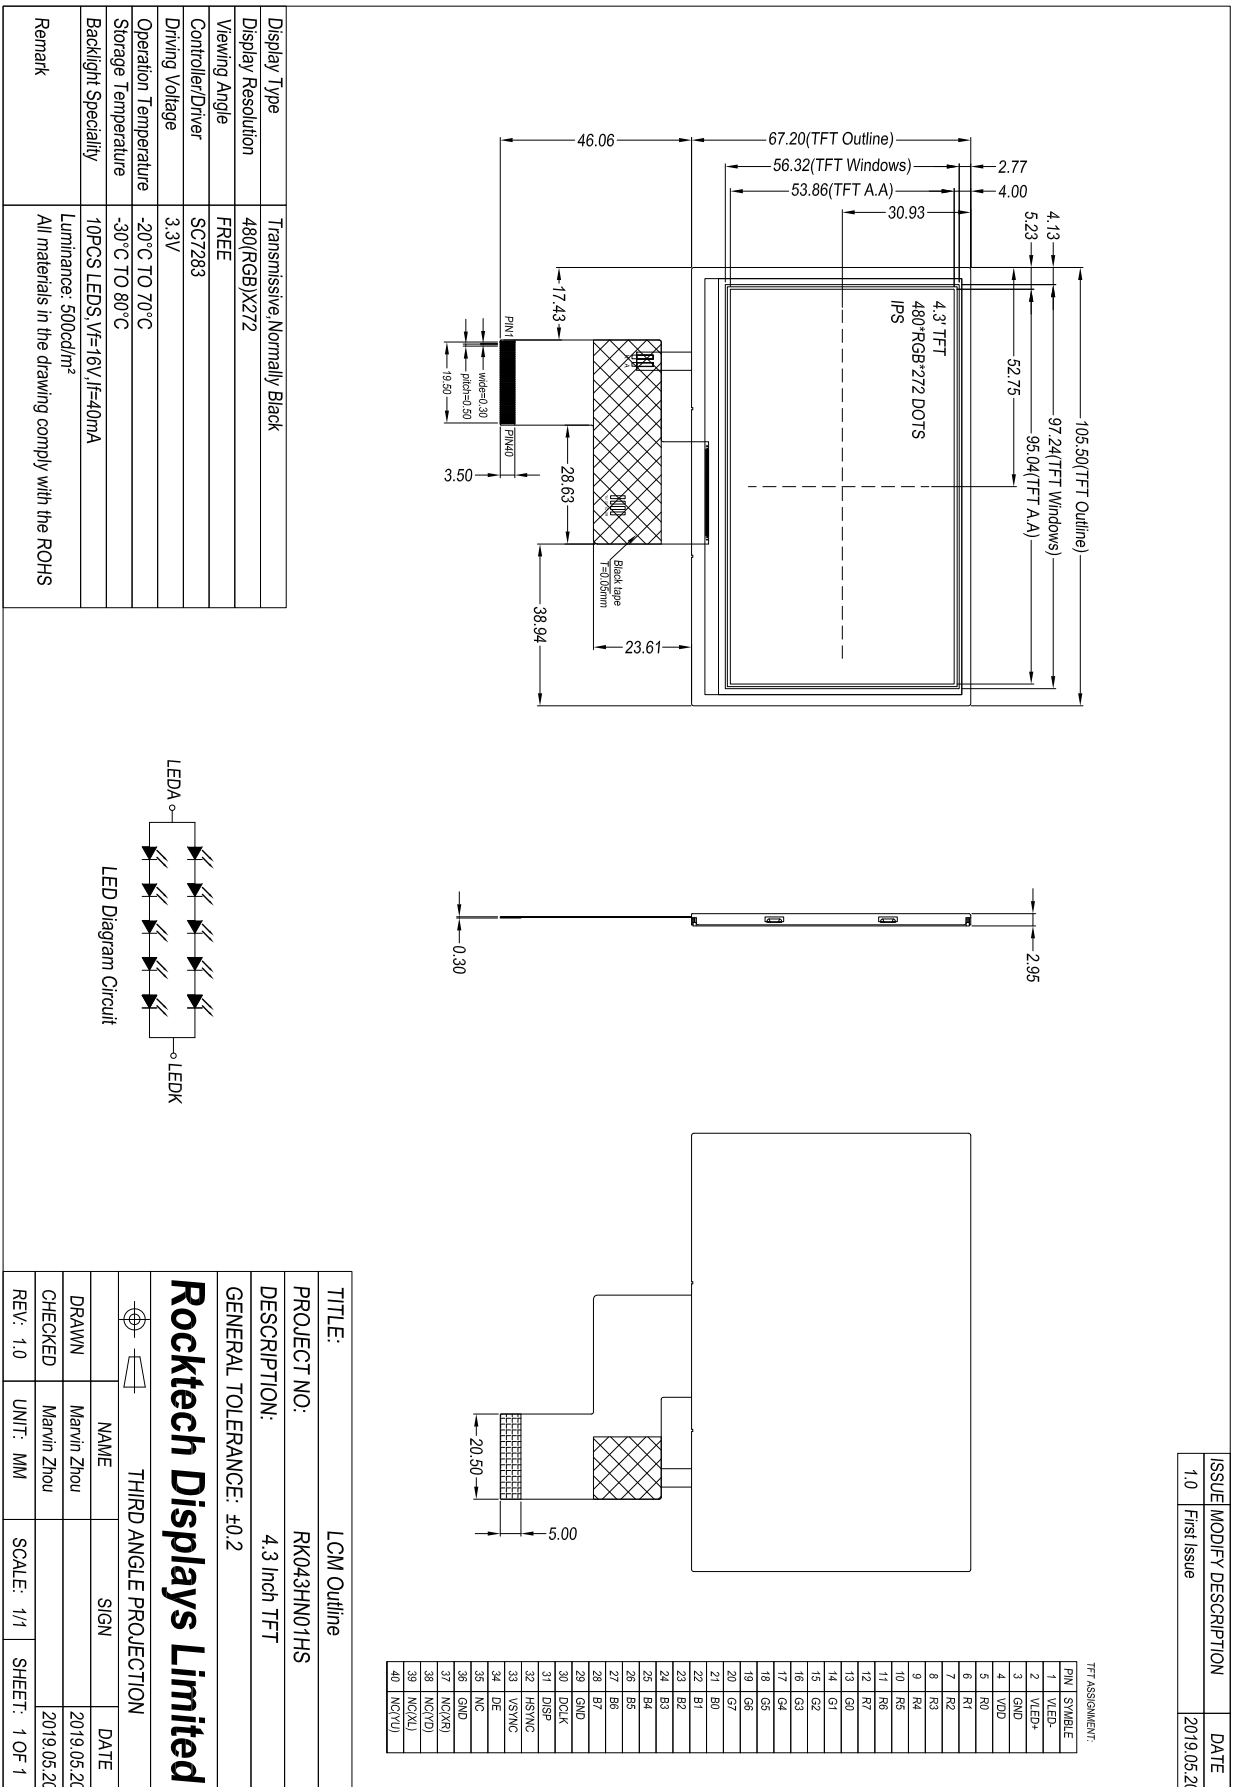 ISSUE MODIFY DESCRIPTION DATE
1.0 First Issue
105.50(TFT Outline)
97.24(TFT Windows)
95.04(TFT A.A)
52.75
4.13
5.23
2.77
4.00
67.20(TFT Outline)
56.32(TFT Windows)
53.86(TFT A.A)
30.93
46.06
4.3' TFT
480*RGB*272 DOTS
IPS
17.43
PIN1
PIN40
wide=0.30
pitch=0.50
19.50
3.50
28.63
Black tape
T=0.05mm
38.94
23.61
2.95
0.30
20.50
5.00
TFT ASSIGNMENT:
PIN SYMBLE
1 VLED-
2 VLED+
3 GND
4 VDD
5 R0
6 R1
7 R2
8 R3
9 R4
10 R5
11 R6
12 R7
13 G0
14 G1
15 G2
16 G3
17 G4
18 G5
19 G6
20 G7
21 B0
22 B1
23 B2
24 B3
25 B4
26 B5
27 B6
28 B7
29 GND
30 DCLK
31 DISP
32 HSYNC
33 VSYNC
34 DE
35 NC
36 GND
37 NC(XR)
38 NC(YD)
39 NC(XL)
40 NC(YU)
Display Type Transmissive,Normally Black
Display Resolution 480(RGB)X272
Viewing Angle FREE
Controller/Driver SC7283
Driving Voltage 3.3V
Operation Temperature -20°C TO 70°C
Storage Temperature -30°C TO 80°C
Backlight Speciality 10PCS LEDS,Vf=16V,If=40mA
Remark
Luminance: 500cd/m²
All materials in the drawing comply with the ROHS
LEDA
LEDK
LED Diagram Circuit
TITLE: LCM Outline
PROJECT NO: RK043HN01HS
DESCRIPTION: 4.3 Inch TFT
GENERAL TOLERANCE: ±0.2
Rocktech Displays Limited
THIRD ANGLE PROJECTION
NAME SIGN DATE
DRAWN Marvin Zhou
CHECKED Marvin Zhou
REV: 1.0 UNIT: MM SCALE: 1/1 SHEET: 1 OF 1